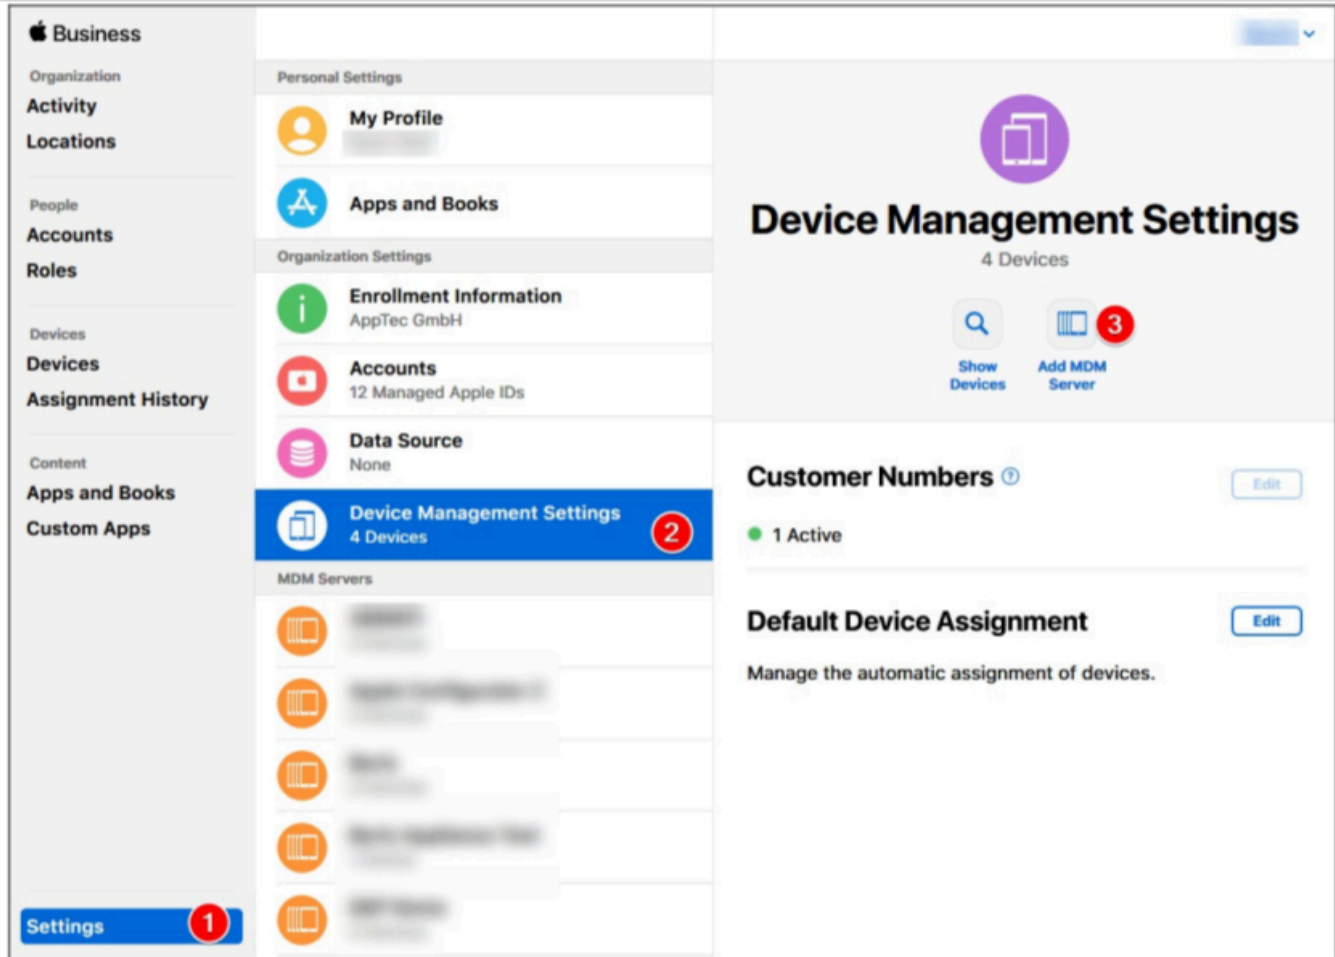 Business
Organization
Activity
Locations
People
Accounts
Roles
Devices
Devices
Assignment History
Content
Apps and Books
Custom Apps
Settings
1
Personal Settings
My Profile
Apps and Books
Organization Settings
Enrollment Information
AppTec GmbH
Accounts
12 Managed Apple IDs
Data Source
None
Device Management Settings
4 Devices
2
MDM Servers
Device Management Settings
4 Devices
3
Show
Devices
Add MDM
Server
Customer Numbers
Edit
1 Active
Default Device Assignment
Edit
Manage the automatic assignment of devices.